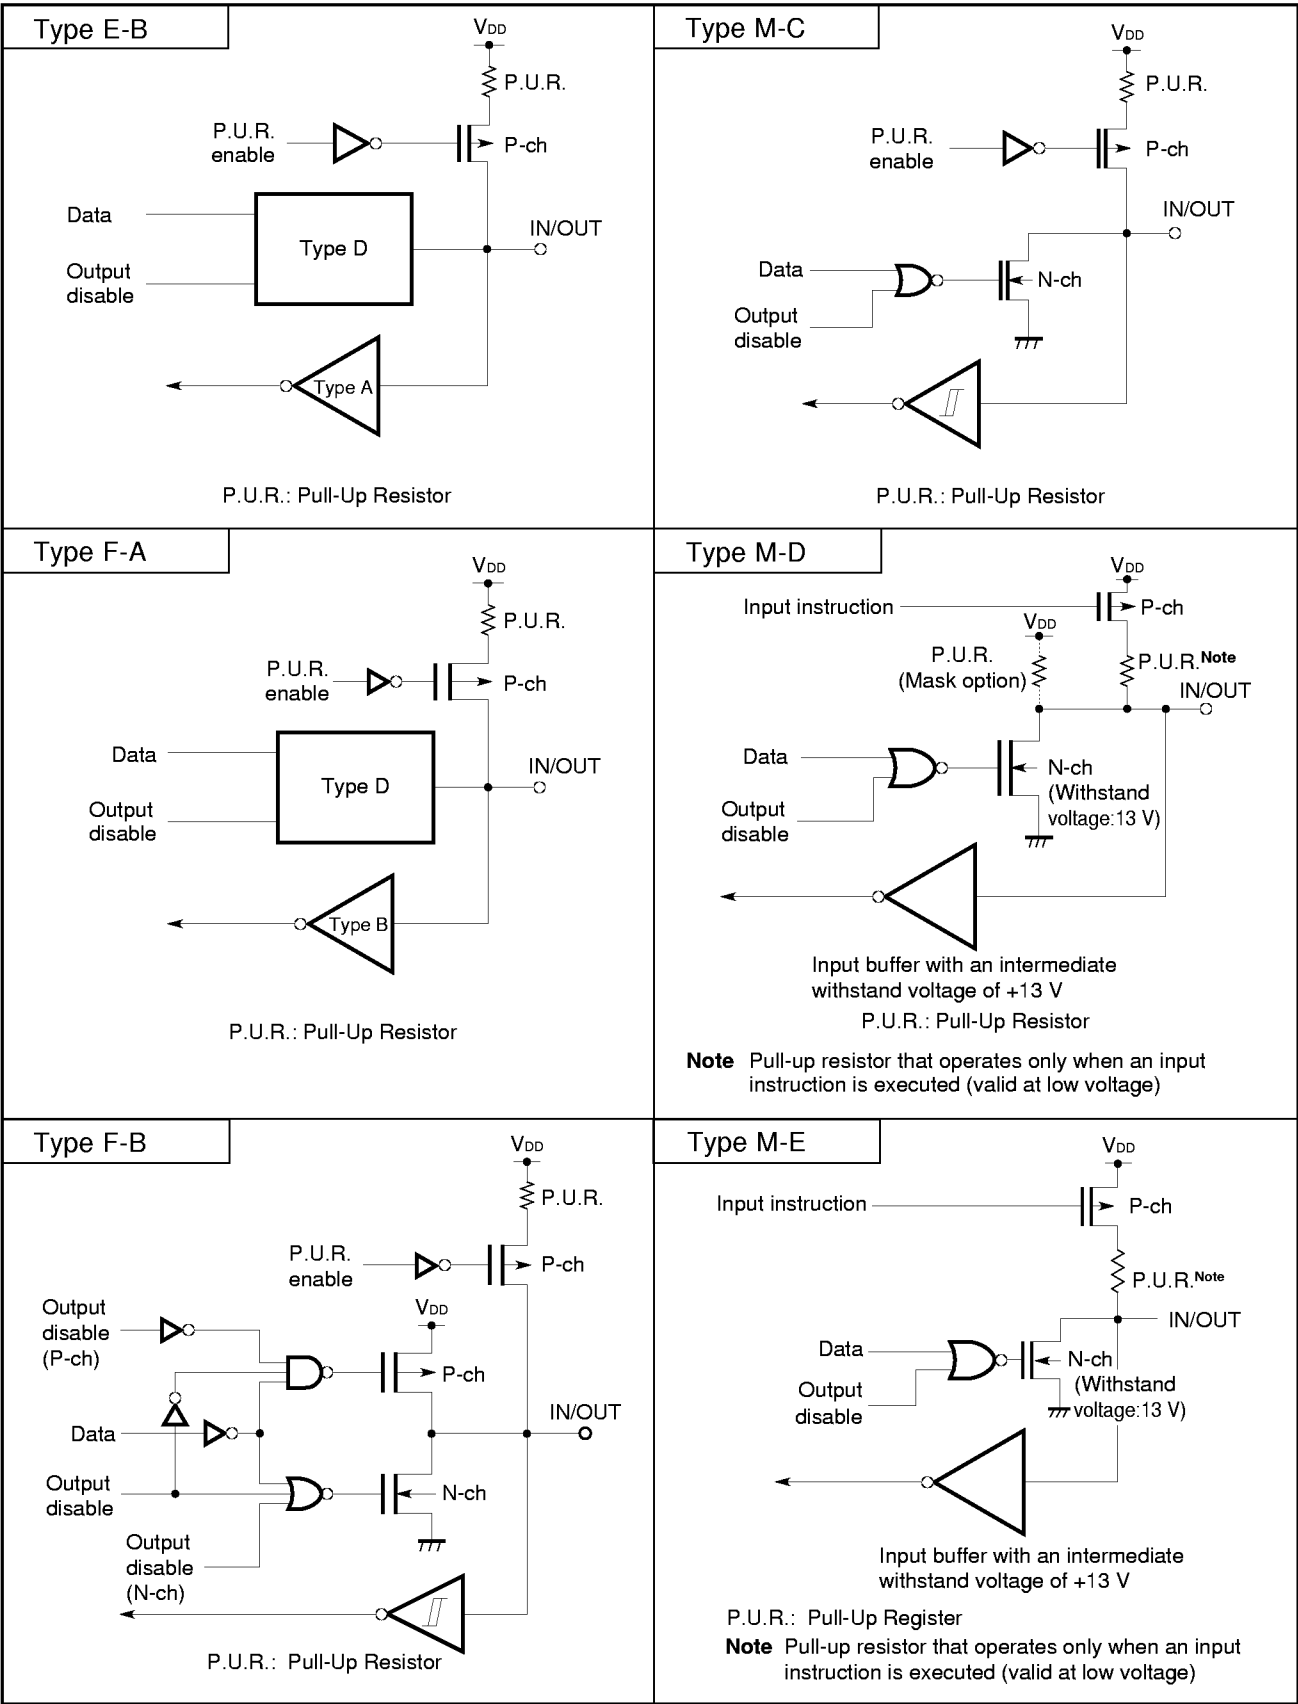 Type E-B
VDD
P.U.R.
P.U.R.
enable
P-ch
Data
Type D
IN/OUT
Output
disable
Type A
P.U.R.: Pull-Up Resistor
Type M-C
VDD
P.U.R.
P.U.R.
enable
P-ch
IN/OUT
Data
N-ch
Output
disable
P.U.R.: Pull-Up Resistor
Type F-A
VDD
P.U.R.
P.U.R.
enable
P-ch
Data
Type D
IN/OUT
Output
disable
Type B
P.U.R.: Pull-Up Resistor
Type M-D
VDD
Input instruction
P-ch
VDD
P.U.R.
(Mask option)
P.U.R.Note
IN/OUT
Data
N-ch
(Withstand
voltage:13 V)
Output
disable
Input buffer with an intermediate
withstand voltage of +13 V
P.U.R.: Pull-Up Resistor
Note Pull-up resistor that operates only when an input
instruction is executed (valid at low voltage)
Type F-B
VDD
P.U.R.
P.U.R.
enable
P-ch
Output
disable
(P-ch)
VDD
P-ch
Data
IN/OUT
Output
disable
N-ch
Output
disable
(N-ch)
P.U.R.: Pull-Up Resistor
Type M-E
VDD
Input instruction
P-ch
P.U.R.Note
IN/OUT
Data
N-ch
(Withstand
voltage:13 V)
Output
disable
Input buffer with an intermediate
withstand voltage of +13 V
P.U.R.: Pull-Up Register
Note Pull-up resistor that operates only when an input
instruction is executed (valid at low voltage)